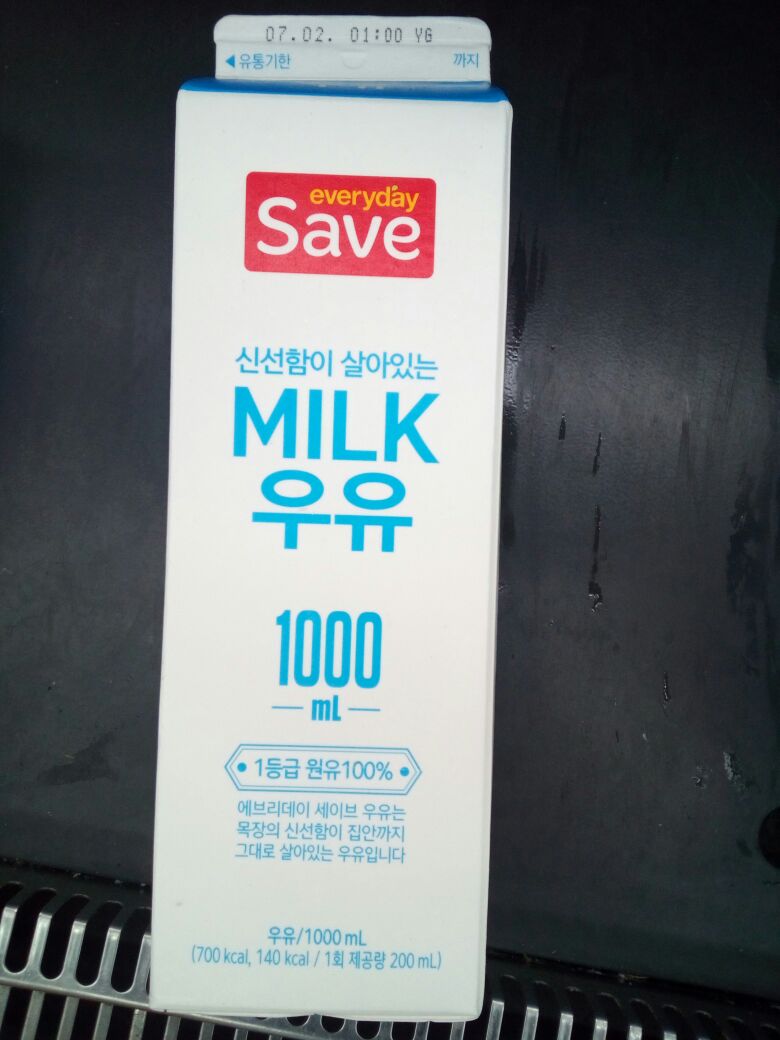 07.02. 01:00 YG
◀유통기한 까지
everyday
Save
신선함이 살아있는
MILK
우유
1000
mL
1등급 원유100%
에브리데이 세이브 우유는
목장의 신선함이 집안까지
그대로 살아있는 우유입니다
우유/1000 mL
(700 kcal, 140 kcal / 1회 제공량 200 mL)